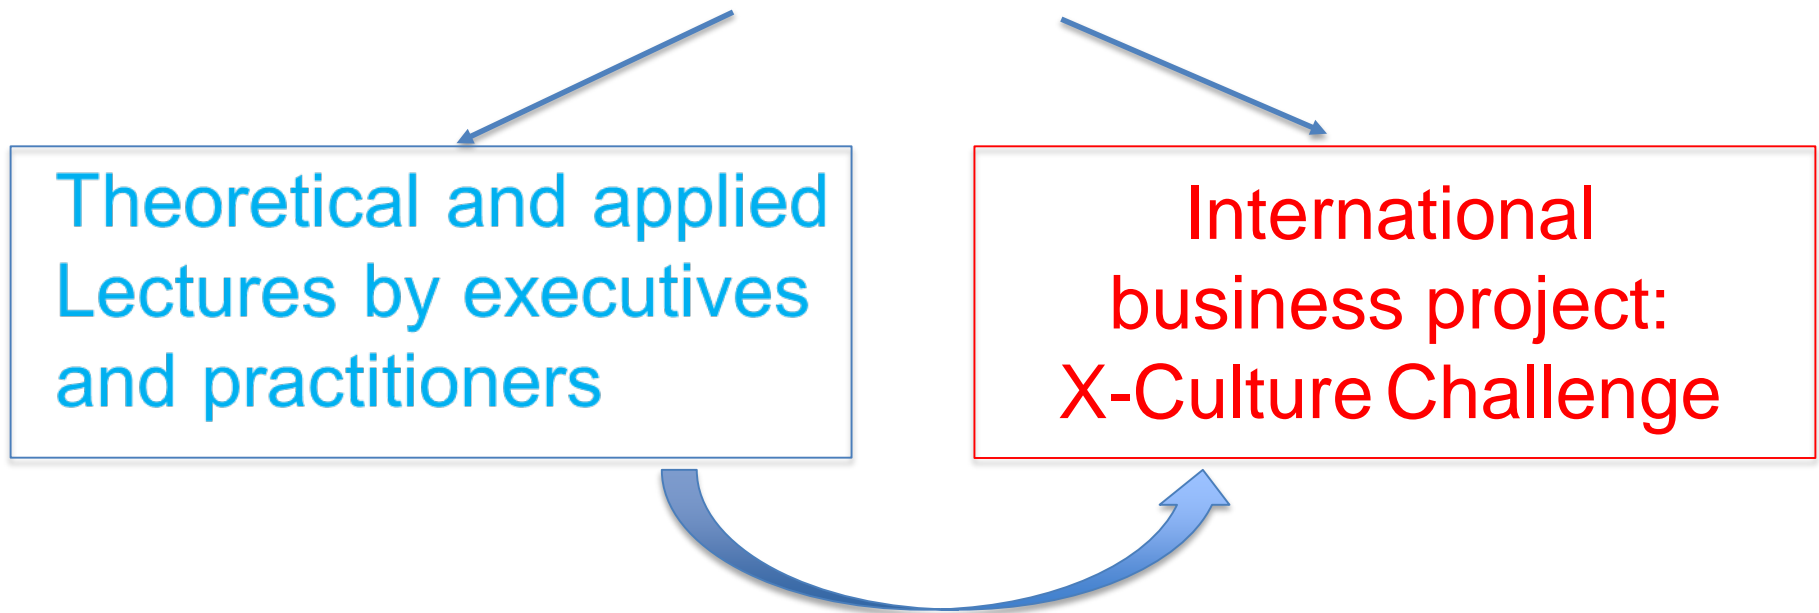 Theoretical and applied
Lectures by executives
and practitioners
International
business project:
X-Culture Challenge